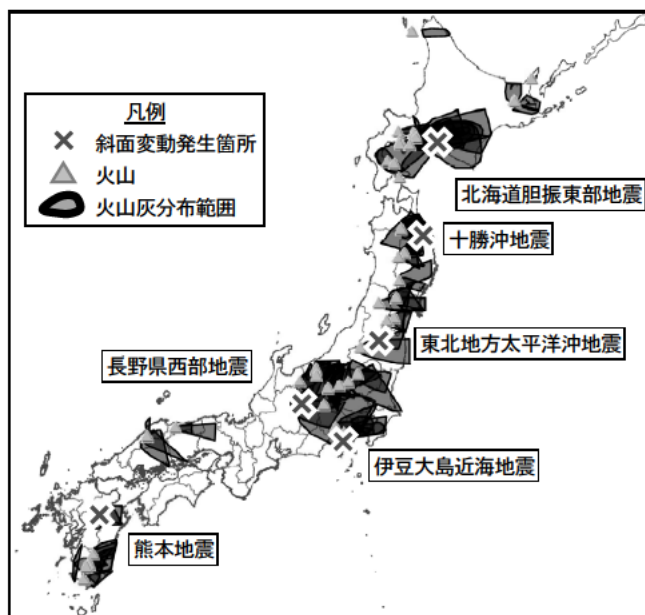 凡例
斜面変動発生箇所
火山
火山灰分布範囲
北海道胆振東部地震
十勝沖地震
東北地方太平洋沖地震
長野県西部地震
伊豆大島近海地震
熊本地震